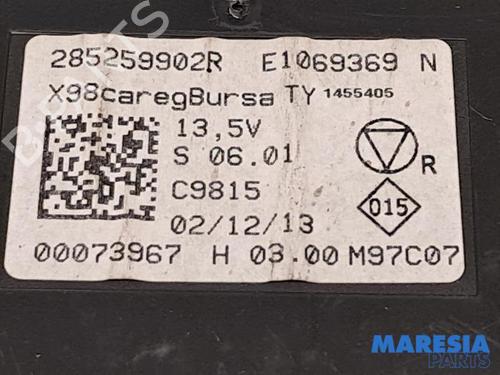 285259902R E1069369 N
X98caregBursa TY 1455405
13,5V
S 06.01
R
C9815
015
02/12/13
00073967 H 03.00 M97C07
MARESIA
PARTS